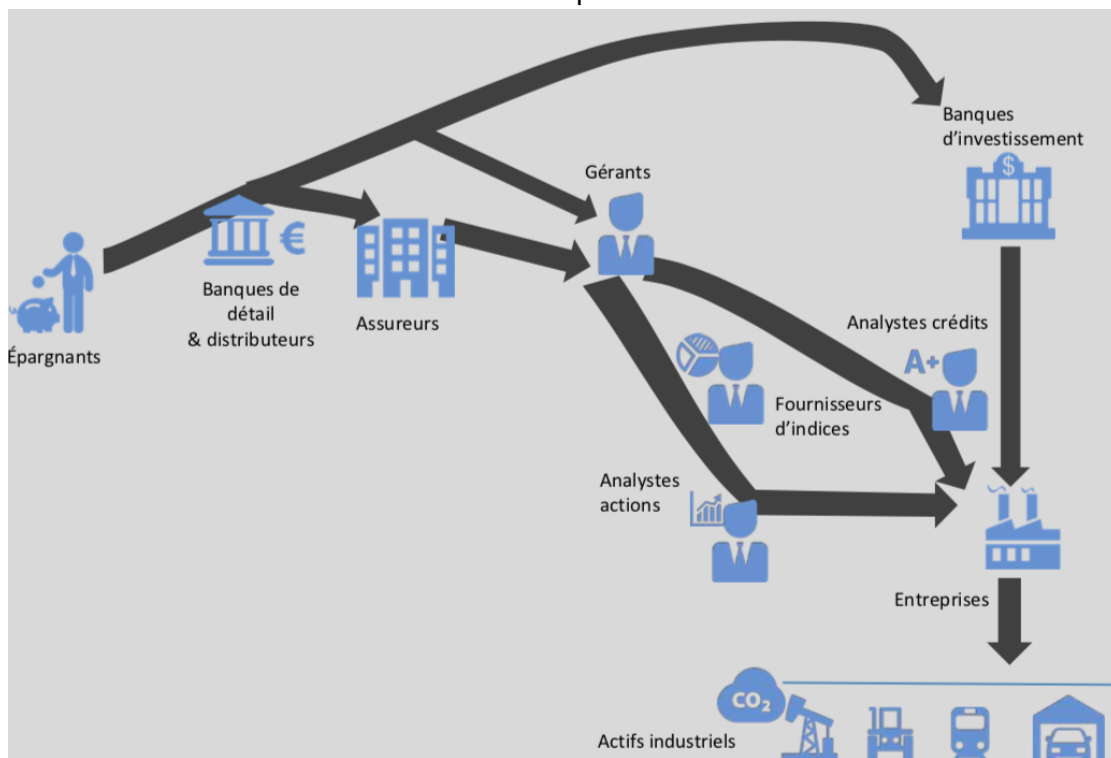 Banques
d'investissement
$
Gérants
€
Banques de
détail
& distributeurs
Assureurs
Épargnants
Analystes crédits
A+
Fournisseurs
d'indices
Analystes
actions
Entreprises
CO₂
Actifs industriels